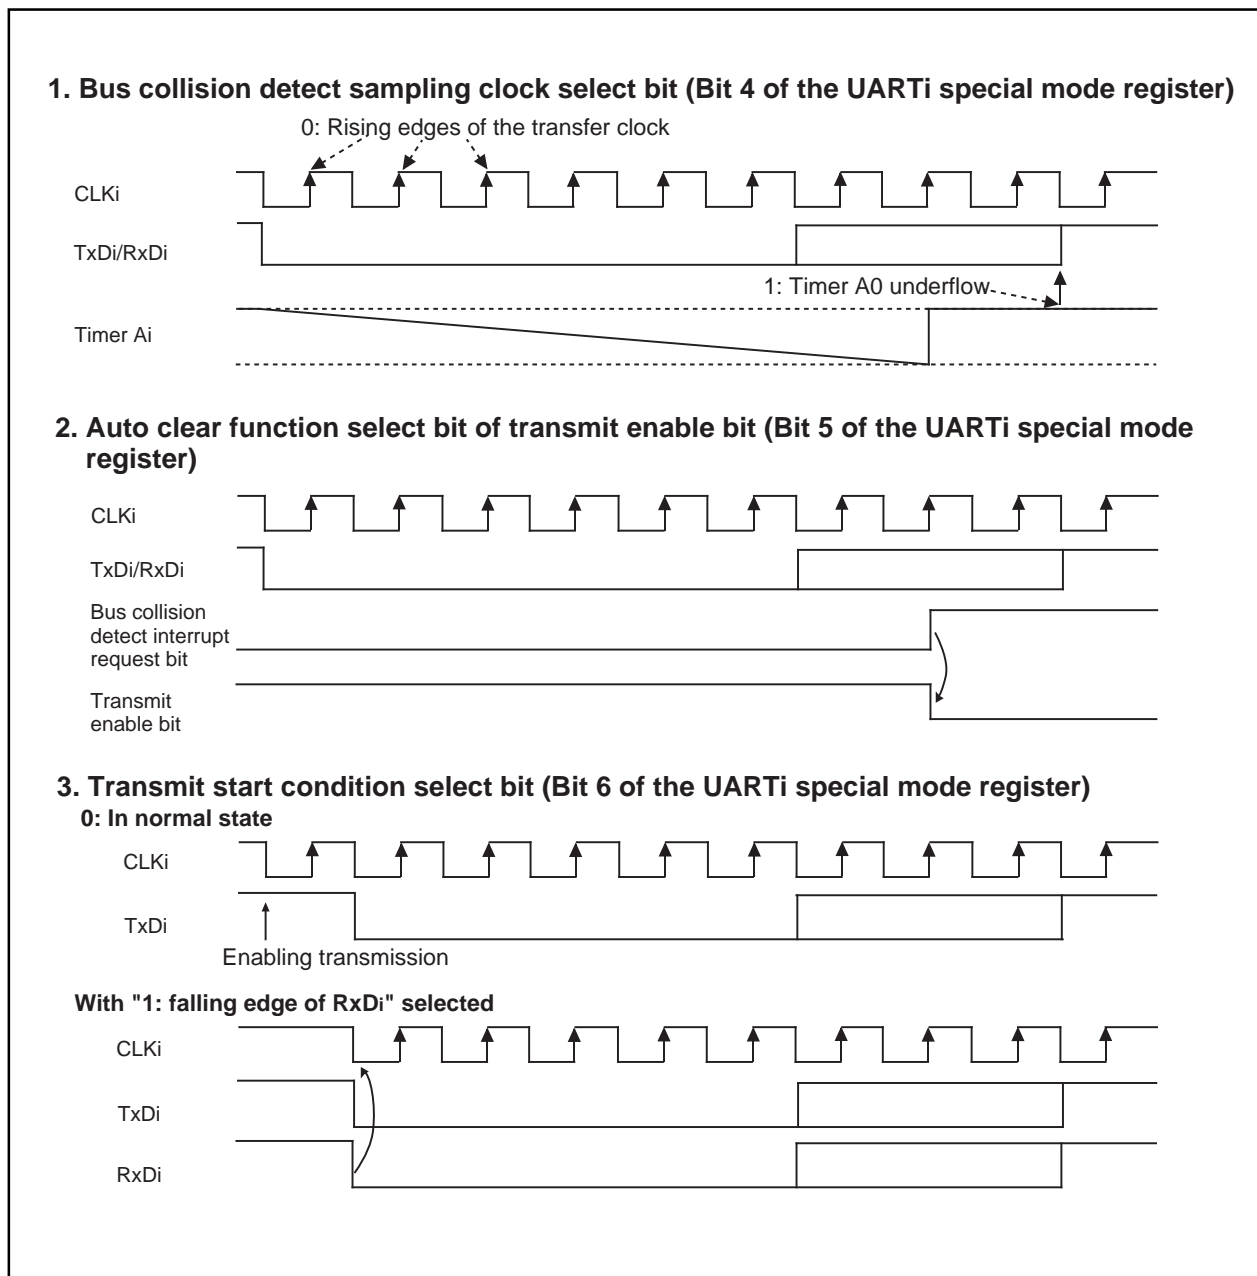 1. Bus collision detect sampling clock select bit (Bit 4 of the UARTi special mode register)
0: Rising edges of the transfer clock
CLKi
TxDi/RxDi
1: Timer A0 underflow
Timer Ai
2. Auto clear function select bit of transmit enable bit (Bit 5 of the UARTi special mode
register)
CLKi
TxDi/RxDi
Bus collision
detect interrupt
request bit
Transmit
enable bit
3. Transmit start condition select bit (Bit 6 of the UARTi special mode register)
0: In normal state
CLKi
TxDi
Enabling transmission
With "1: falling edge of RxDi" selected
CLKi
TxDi
RxDi